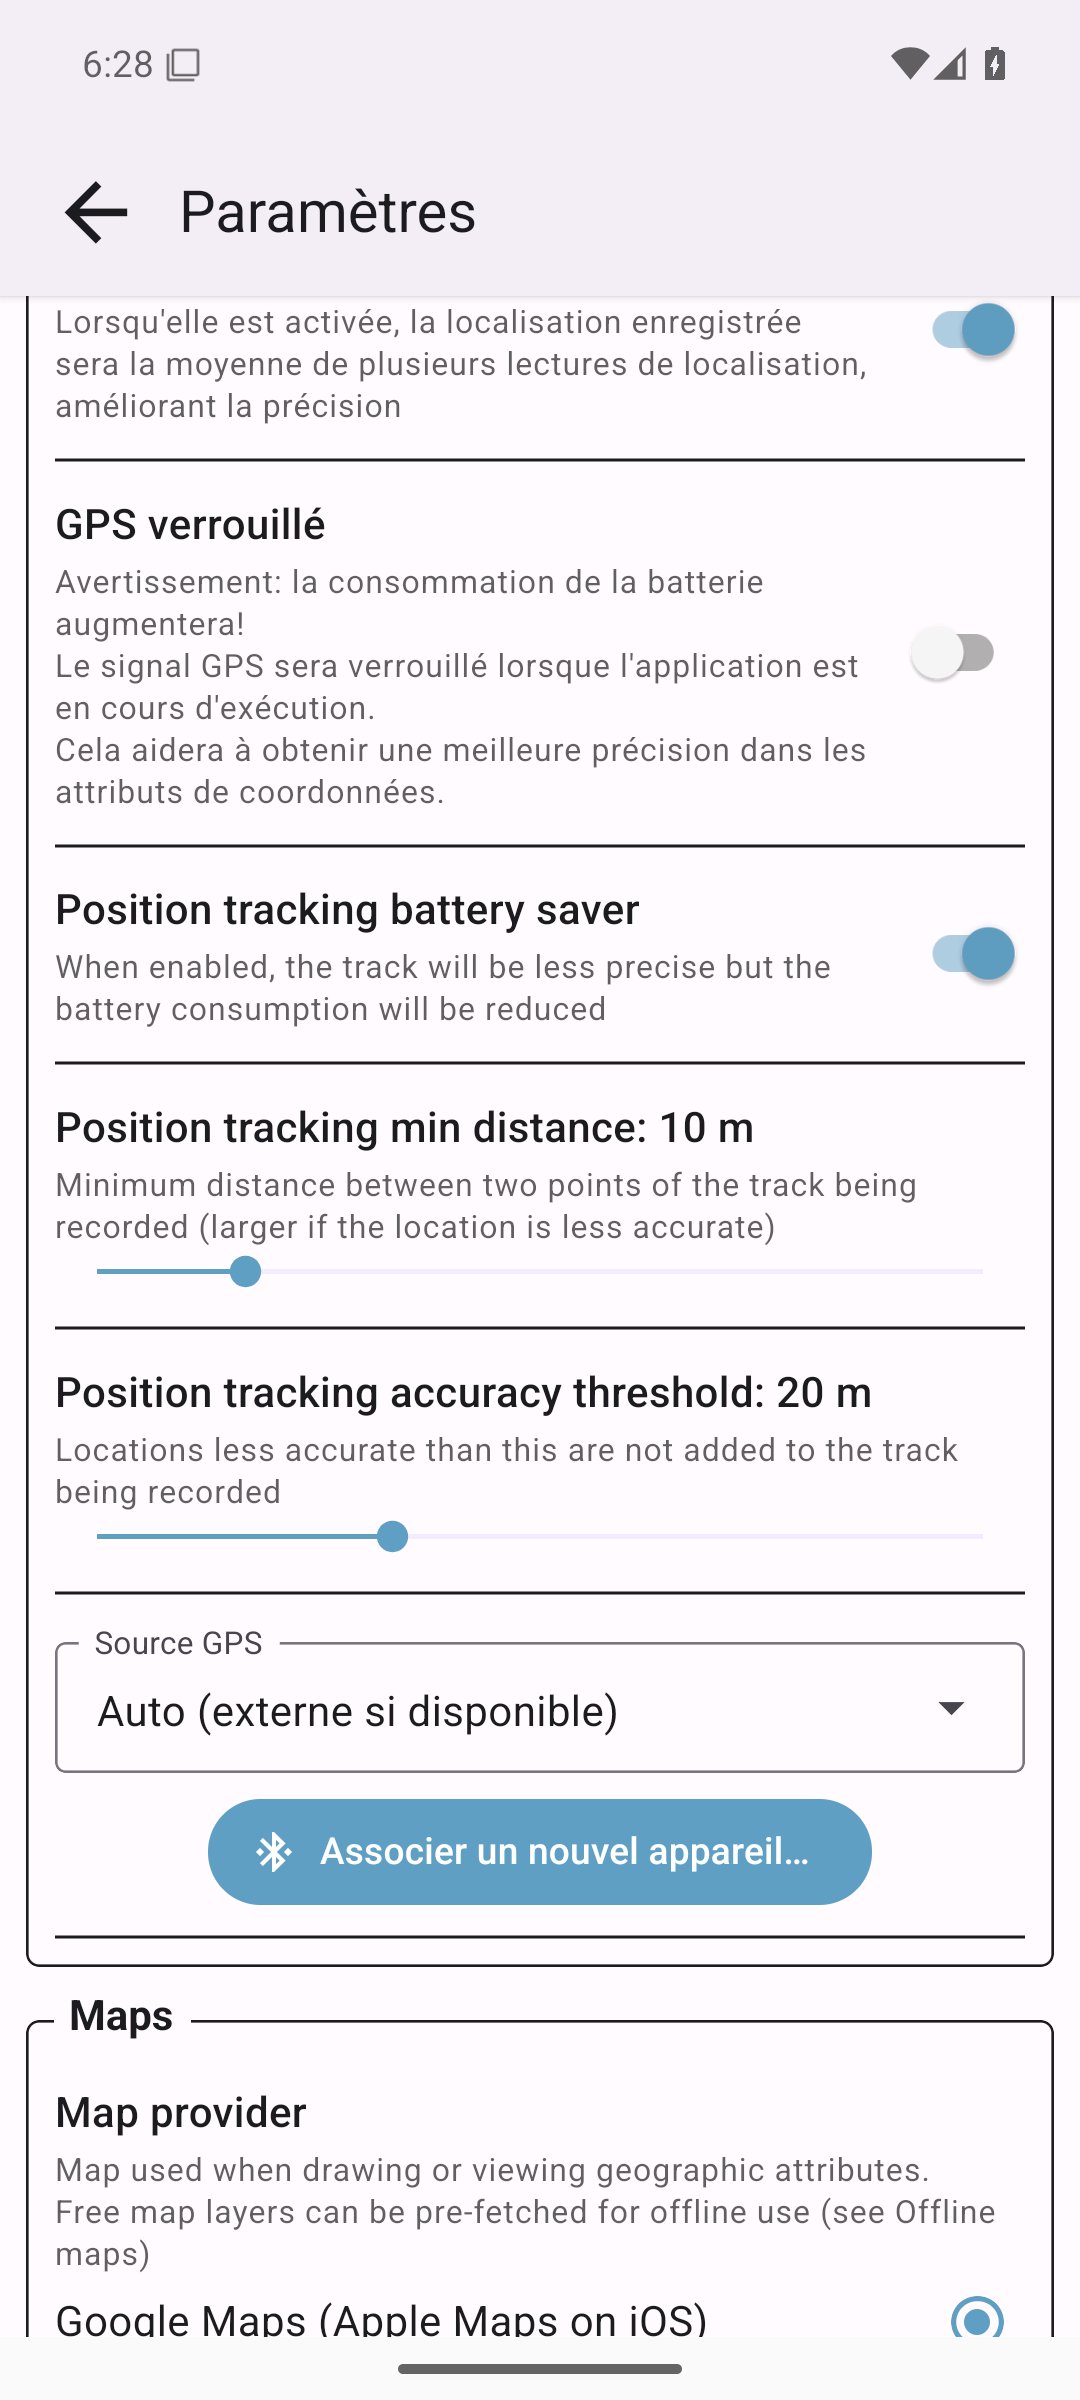 6:28
Paramètres
Lorsqu'elle est activée, la localisation enregistrée
sera la moyenne de plusieurs lectures de localisation,
améliorant la précision
GPS verrouillé
Avertissement: la consommation de la batterie
augmentera!
Le signal GPS sera verrouillé lorsque l'application est
en cours d'exécution.
Cela aidera à obtenir une meilleure précision dans les
attributs de coordonnées.
Position tracking battery saver
When enabled, the track will be less precise but the
battery consumption will be reduced
Position tracking min distance: 10 m
Minimum distance between two points of the track being
recorded (larger if the location is less accurate)
Position tracking accuracy threshold: 20 m
Locations less accurate than this are not added to the track
being recorded
Source GPS
Auto (externe si disponible)
Associer un nouvel appareil…
Maps
Map provider
Map used when drawing or viewing geographic attributes.
Free map layers can be pre-fetched for offline use (see Offline
maps)
Google Maps (Apple Maps on iOS)